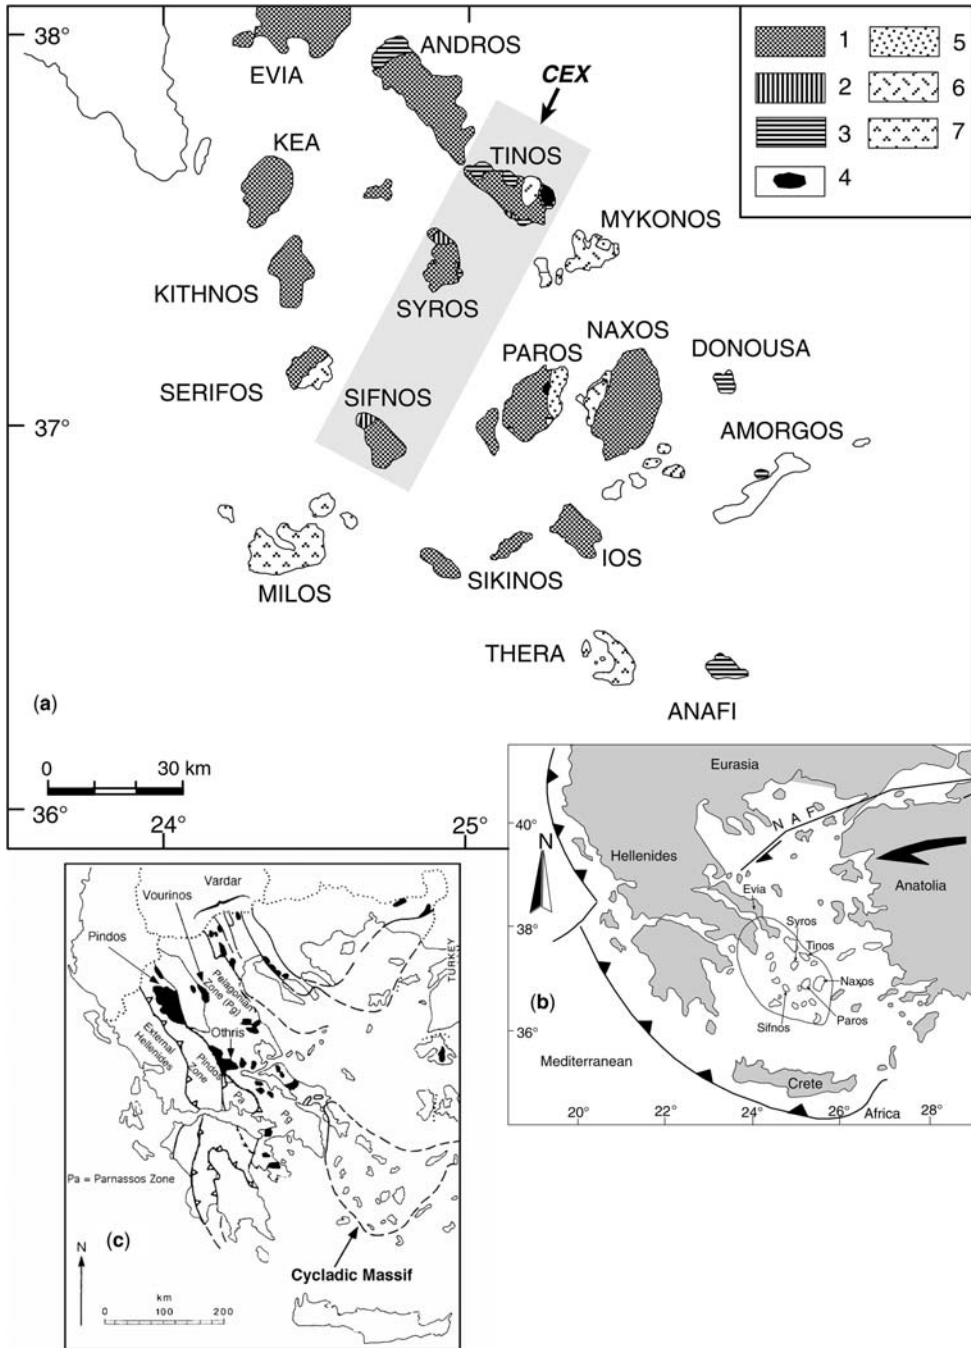 38°
EVIA
ANDROS
CEX
1
5
2
6
3
7
4
KEA
TINOS
MYKONOS
KITHNOS
SYROS
SERIFOS
SIFNOS
PAROS
NAXOS
DONOUSA
37°
AMORGOS
MILOS
SIKINOS
IOS
THERA
ANAFI
(a)
0 30 km
36°
24°
25°
Eurasia
40°
N A F
N
Hellenides
Anatolia
Evia
38°
Syros
Tinos
Naxos
(b)
Paros
Sifnos
36°
Mediterranean
Crete
20° 22° 24° 26° 28°
Africa
Vardar
Vourinos
Pindos
TURKEY
Pelagonian
Zone (Pg)
External
Hellenides
Othris
Pindos
Zone
Pa
Pg
Pa = Parnassos Zone
(c)
N
Cycladic Massif
km
0 100 200